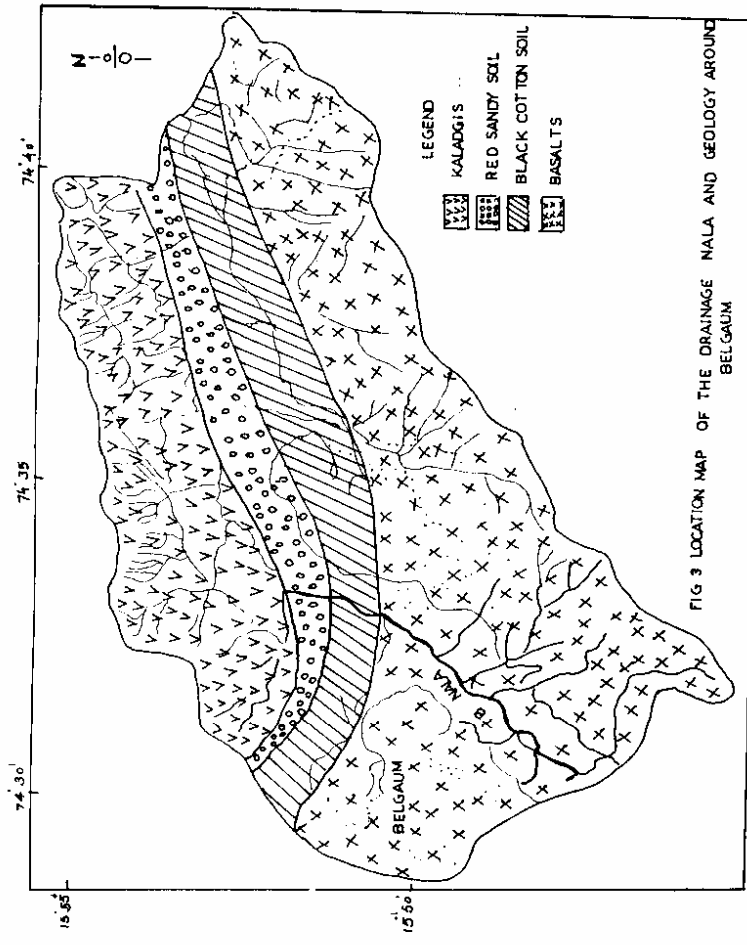 74°30'
74°35
74°40'
N
15°55'
15°50'
BELGAUM
B NALA
LEGEND
KALADGIS
RED SANDY SOIL
BLACK COTTON SOIL
BASALTS
FIG 3 LOCATION MAP OF THE DRAINAGE NALA AND GEOLOGY AROUND
BELGAUM